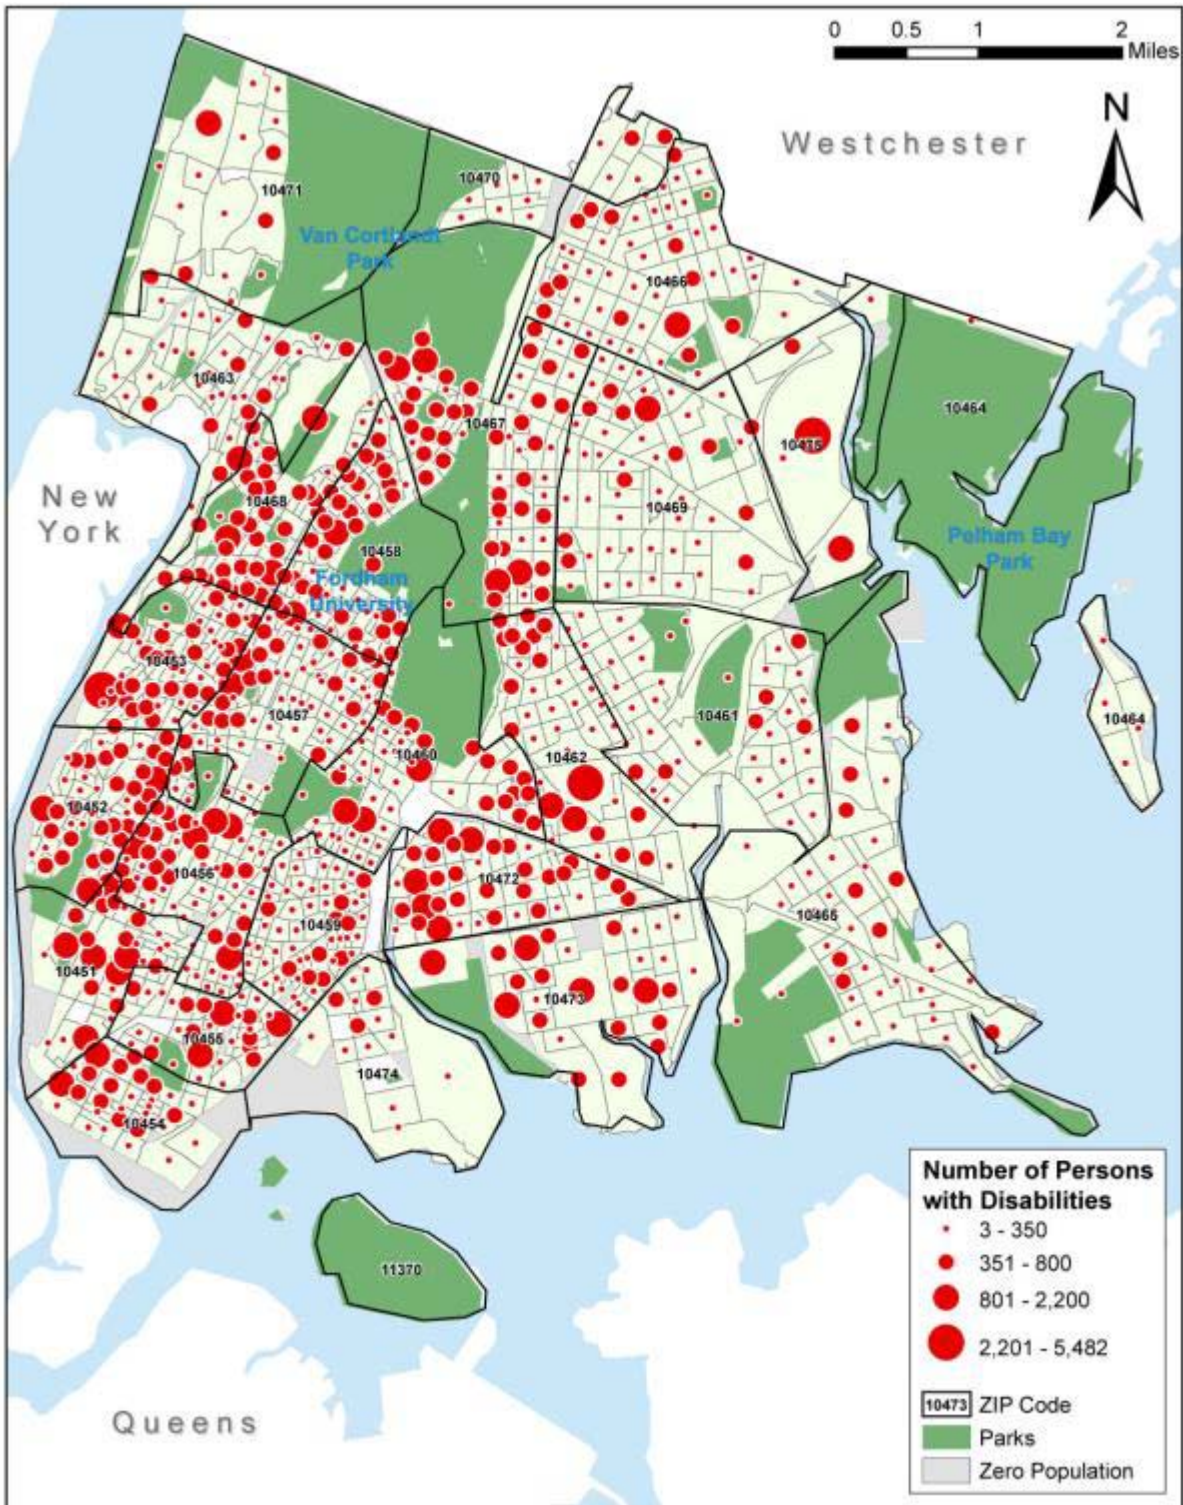 0 0.5 1 2
Miles
N
Westchester
10470
10471
Van Cortlandt
Park
10466
10463
10467
10464
10475
New
York
10468
10469
10458
Pelham Bay
Park
Fordham
University
10453
10457
10461
10464
10460
10462
10452
10456
10472
10459
10465
10451
10473
10455
10474
10454
11370
Queens
Number of Persons
with Disabilities
3 - 350
351 - 800
801 - 2,200
2,201 - 5,482
10473 ZIP Code
Parks
Zero Population